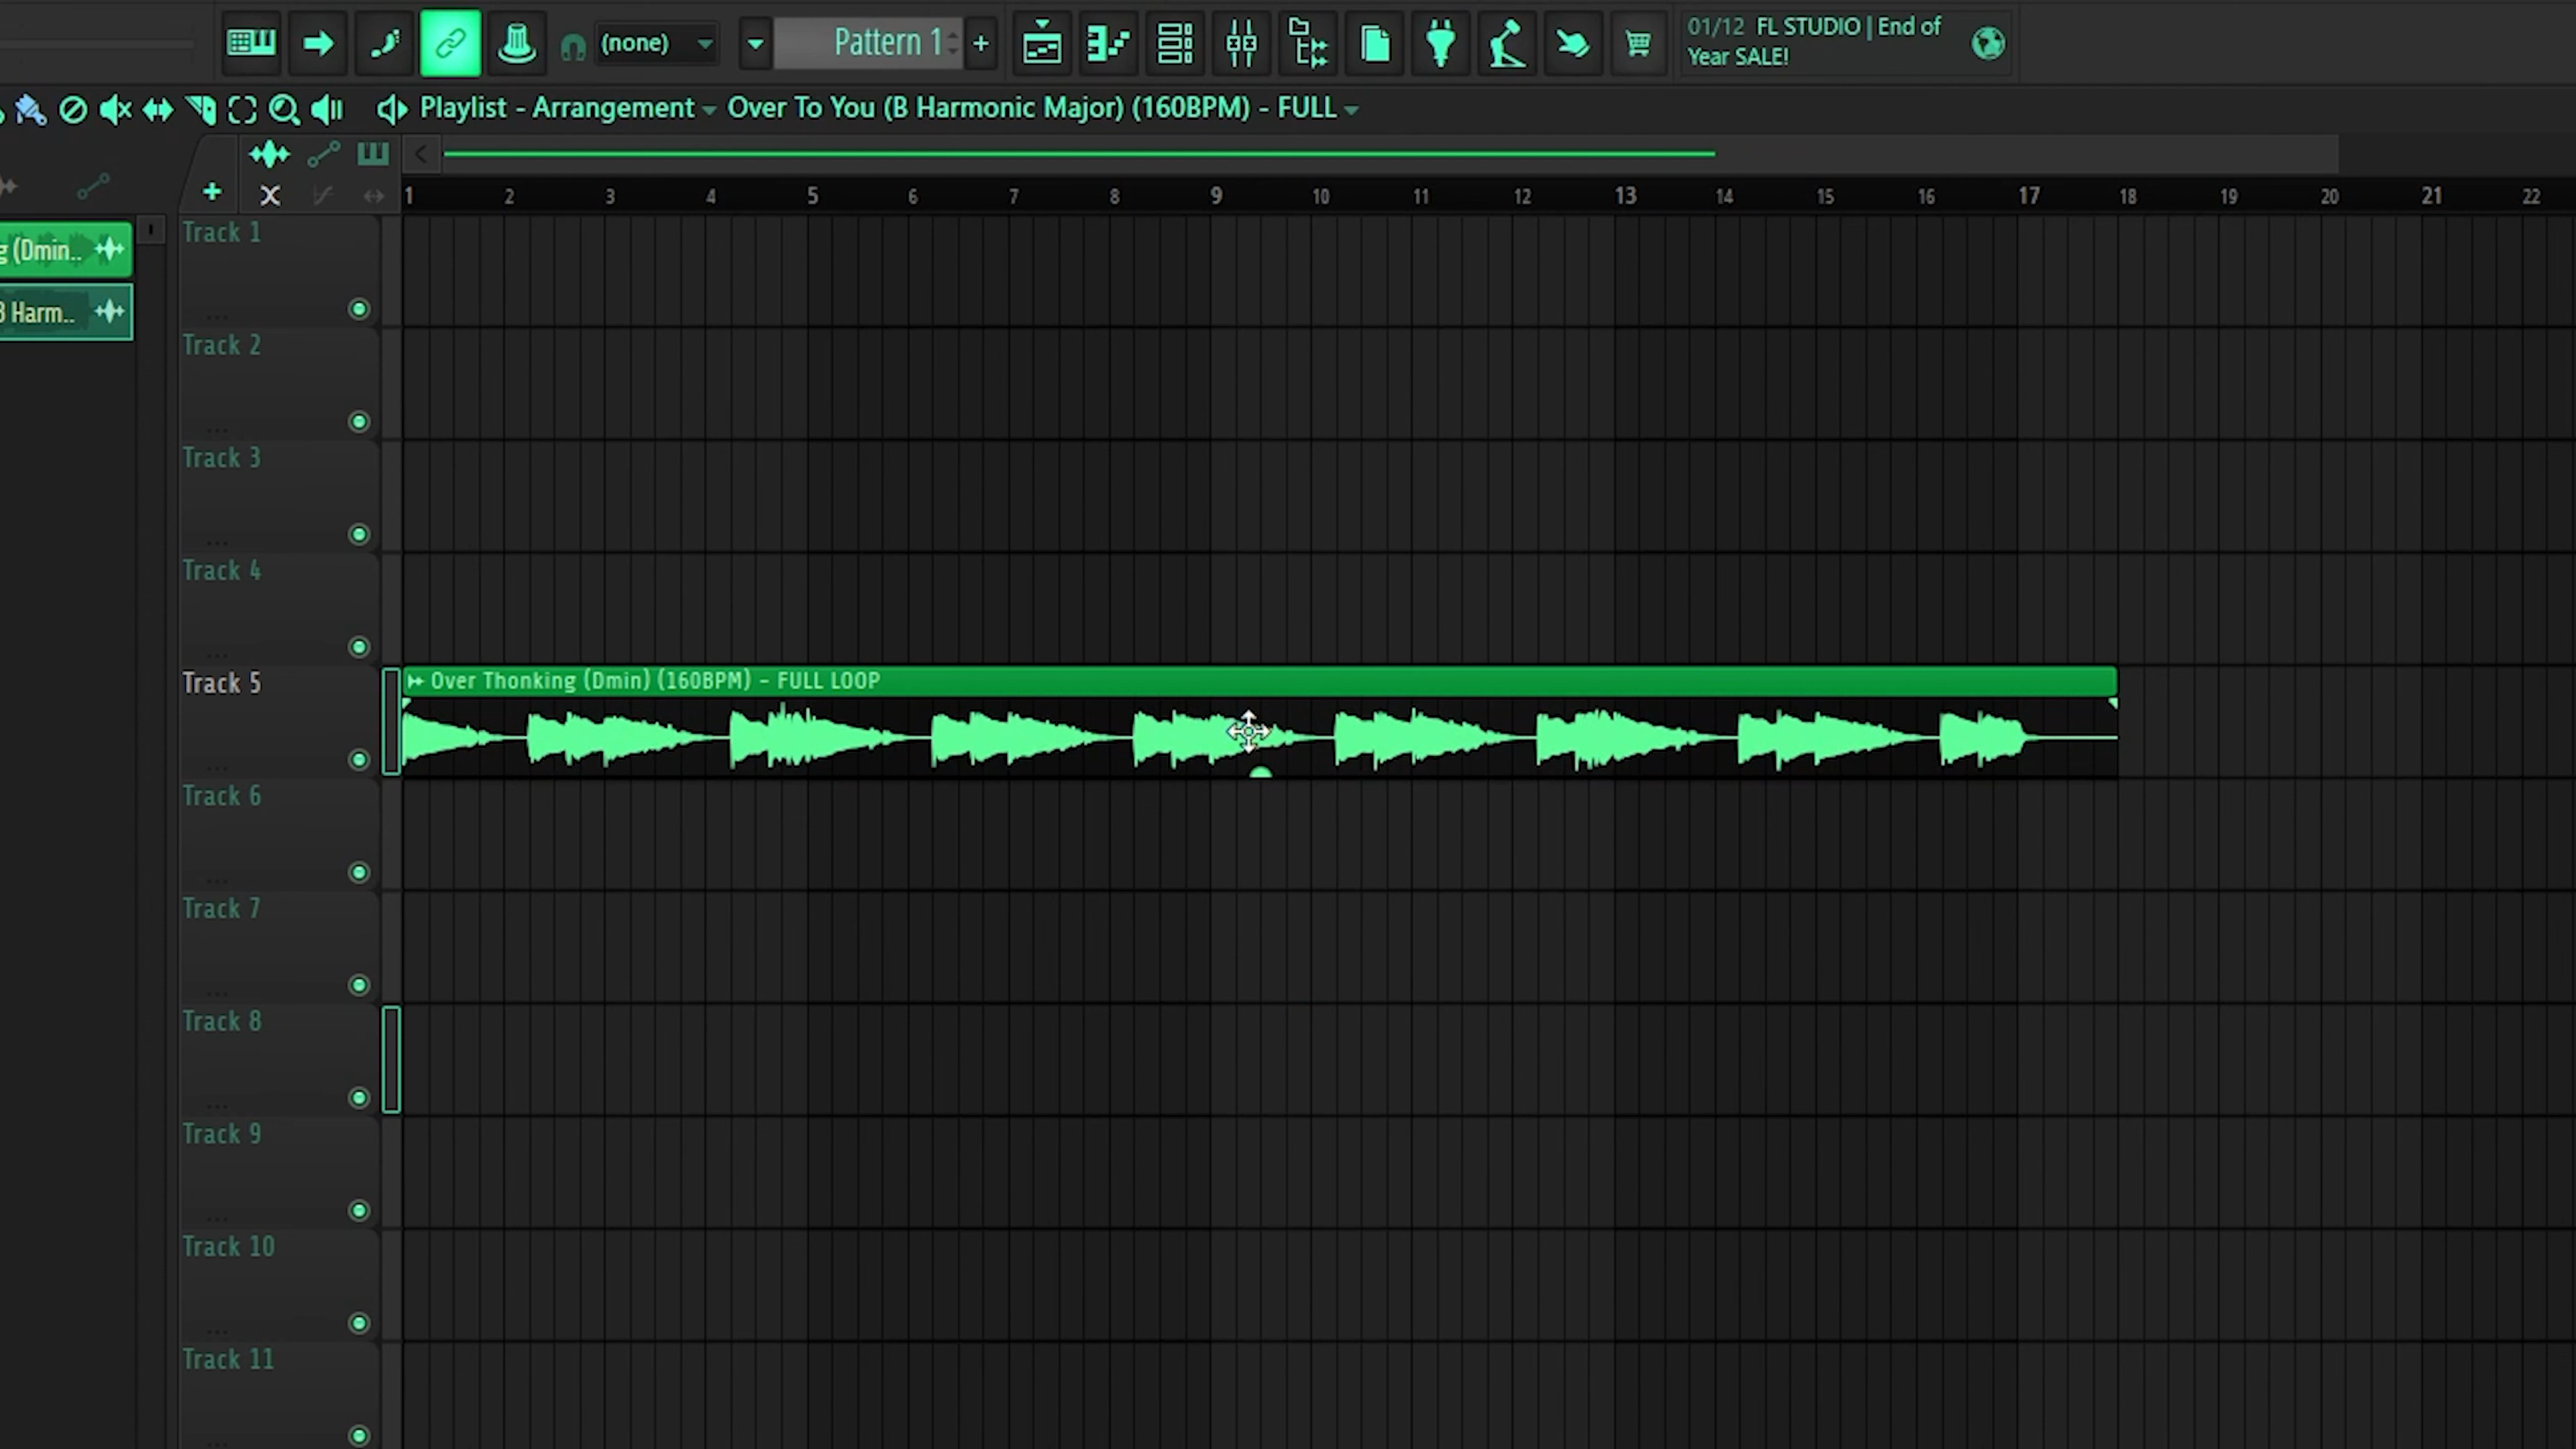 (none)
Pattern 1
+
01/12 FL STUDIO | End of
Year SALE!
Playlist - Arrangement
Over To You (B Harmonic Major) (160BPM) - FULL
1 2 3 4 5 6 7 8 9 10 11 12 13 14 15 16 17 18 19 20 21 22
g (Dmin..
B Harm..
Track 1
Track 2
Track 3
Track 4
Track 5
Over Thonking (Dmin) (160BPM) - FULL LOOP
Track 6
Track 7
Track 8
Track 9
Track 10
Track 11